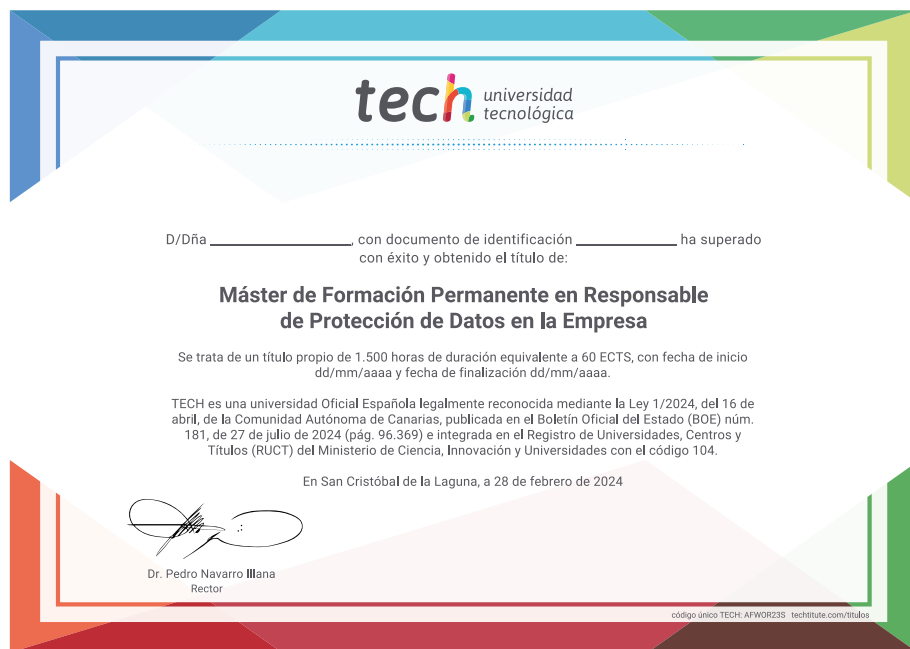 tech universidad
tecnológica
D/Dña ________________, con documento de identificación ____________ ha superado
con éxito y obtenido el título de:
Máster de Formación Permanente en Responsable
de Protección de Datos en la Empresa
Se trata de un título propio de 1.500 horas de duración equivalente a 60 ECTS, con fecha de inicio
dd/mm/aaaa y fecha de finalización dd/mm/aaaa.
TECH es una universidad Oficial Española legalmente reconocida mediante la Ley 1/2024, del 16 de
abril, de la Comunidad Autónoma de Canarias, publicada en el Boletín Oficial del Estado (BOE) núm.
181, de 27 de julio de 2024 (pág. 96.369) e integrada en el Registro de Universidades, Centros y
Títulos (RUCT) del Ministerio de Ciencia, Innovación y Universidades con el código 104.
En San Cristóbal de la Laguna, a 28 de febrero de 2024
Dr. Pedro Navarro Illana
Rector
código único TECH: AFWOR23S techtitute.com/titulos